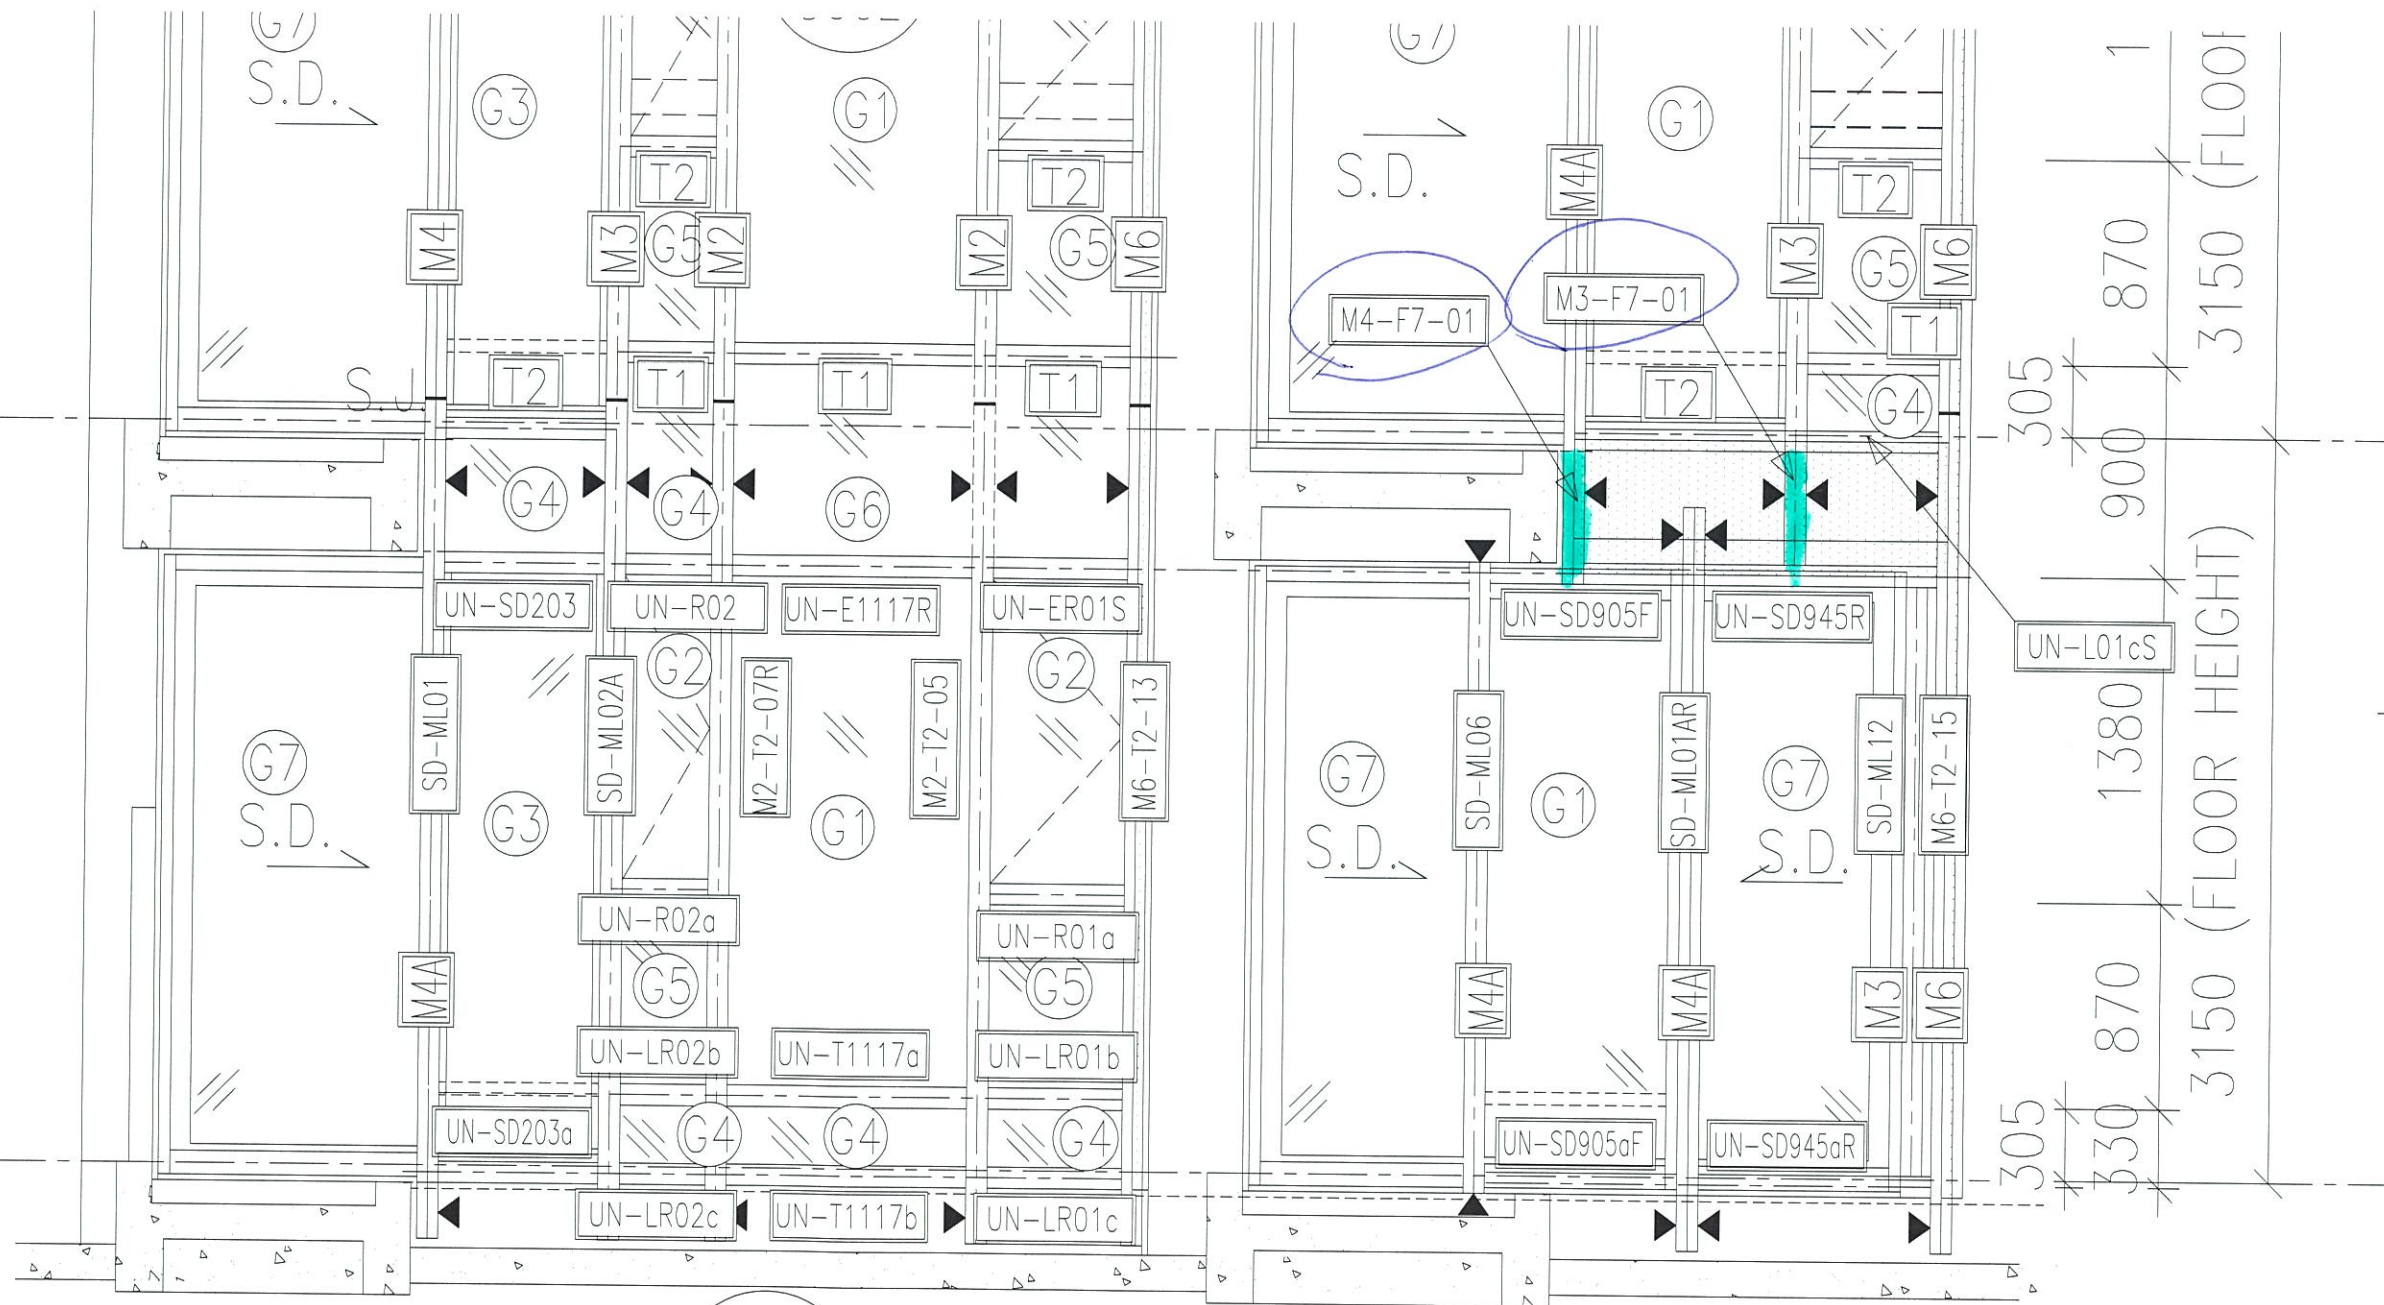 G7
S.D.
G3
G1
G7
S.D.
G1
T2
T2
T2
M4
M3
G5
M2
M2
G5
M6
M4A
M3
G5
M6
M4-F7-01
M3-F7-01
T1
T2
T1
T1
T1
T2
G4
S.J.
G4
G4
G6
UN-SD203
UN-R02
UN-E1117R
UN-ER01S
UN-SD905F
UN-SD945R
UN-L01cS
G2
G2
SD-ML01
SD-ML02A
M2-T2-07R
M2-T2-05
M6-T2-13
SD-ML06
SD-ML01AR
SD-ML12
M6-T2-15
G7
S.D.
G3
G1
G7
S.D.
G1
G7
S.D.
UN-R02a
UN-R01a
M4A
G5
G5
M4A
M4A
M3
M6
UN-LR02b
UN-T1117a
UN-LR01b
UN-SD203a
G4
G4
G4
UN-SD905aF
UN-SD945aR
UN-LR02c
UN-T1117b
UN-LR01c
870
305
900
1380
870
305
330
3150 (FLOOR
3150 (FLOOR HEIGHT)